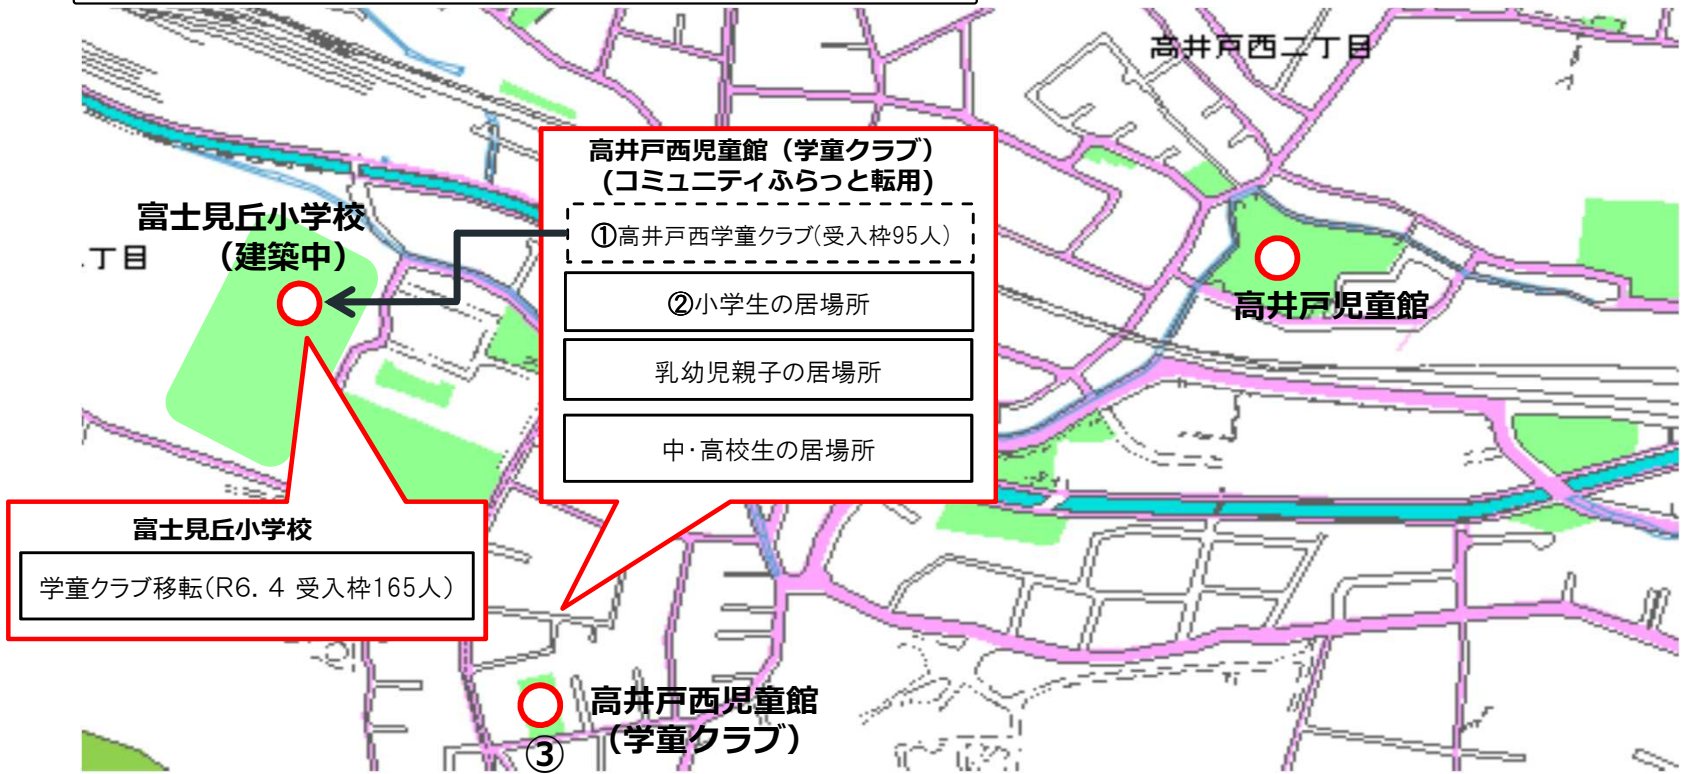 高井戸西二丁目
高井戸西児童館（学童クラブ）
(コミュニティふらっと転用)
①高井戸西学童クラブ(受入枠95人)
②小学生の居場所
乳幼児親子の居場所
中・高校生の居場所
富士見丘小学校
（建築中）
丁目
高井戸児童館
富士見丘小学校
学童クラブ移転(R6. 4 受入枠165人)
高井戸西児童館
（学童クラブ）
③